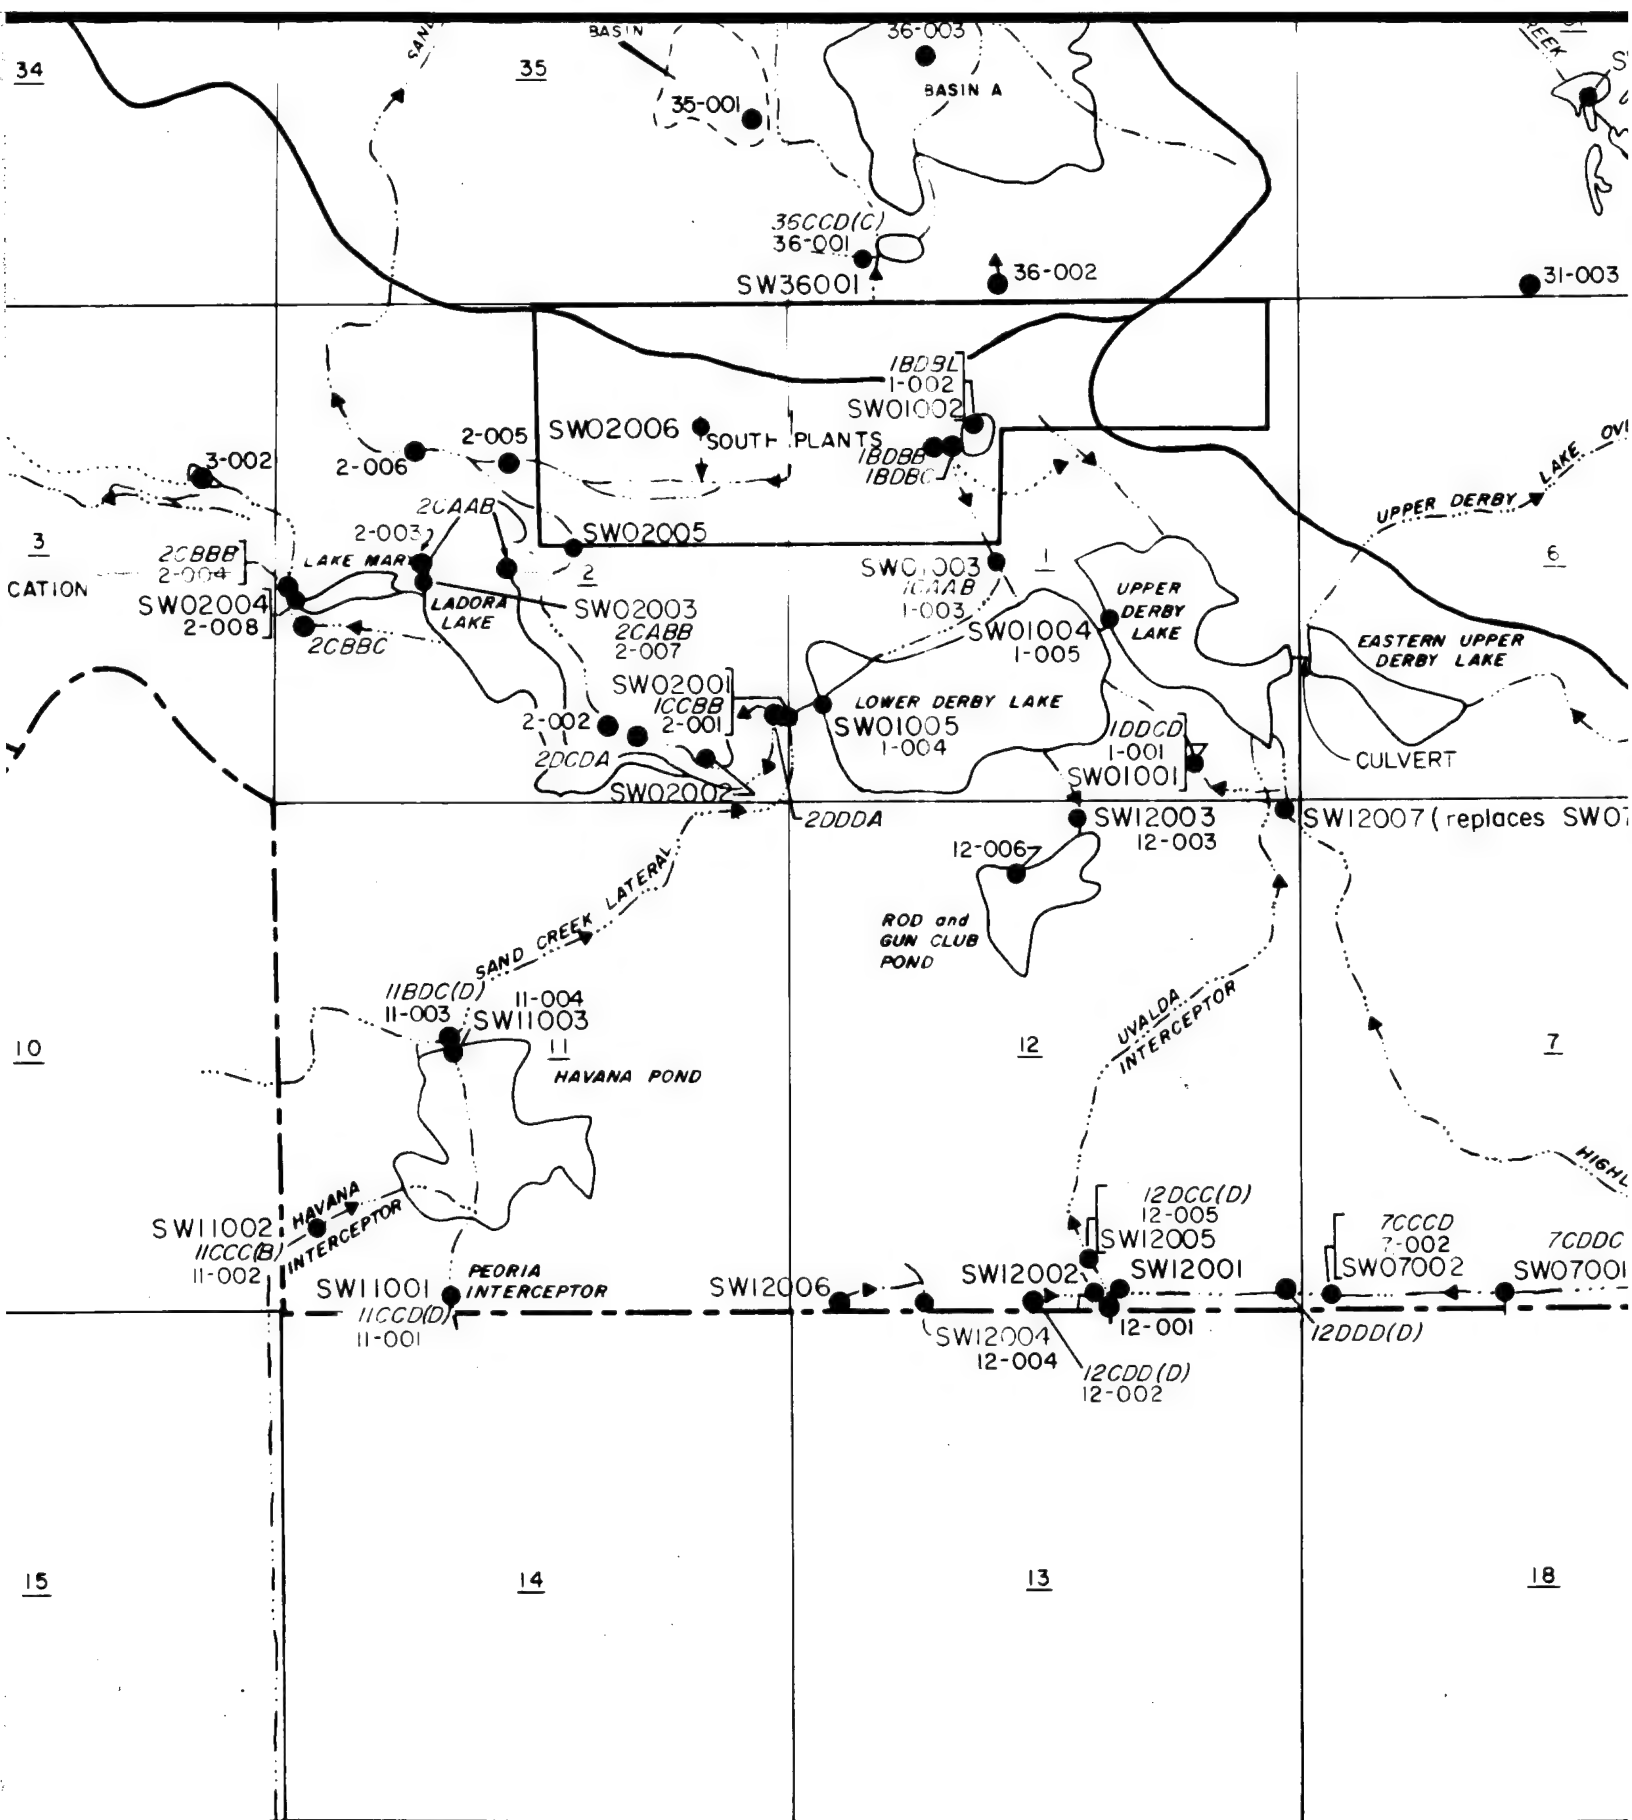 34
SAND
35
BASIN
36-003
BASIN A
35-001
REEK
36CCD(C)
36-001
SW36001
36-002
31-003
1BDBL
1-002
SW01002
SW02006
SOUTH PLANTS
1BDBB
1BDBC
2-005
2-006
3-002
2CAAB
2-003
SW02005
UPPER DERBY LAKE OVE
3
CATION
2CBBB
2-004
LAKE MARY
SW02004
2-008
2CBBC
LADORA
LAKE
2
SW02003
2CABB
2-007
SW01003
1CAAB
1-003
1
UPPER
DERBY
LAKE
6
SW01004
1-005
EASTERN UPPER
DERBY LAKE
SW02001
1CCBB
2-001
2-002
2DCDA
SW02002
LOWER DERBY LAKE
SW01005
1-004
1DDCD
1-001
SW01001
CULVERT
2DDDA
SW12003
12-003
SW12007 (replaces SW07
12-006
SAND CREEK LATERAL
ROD and
GUN CLUB
POND
11BDC(D)
11-003
11-004
SW11003
10
11
HAVANA POND
12
UVALDA
INTERCEPTOR
7
HIGHL
SW11002
11CCC(B)
11-002
HAVANA
INTERCEPTOR
SW11001
11CCD(D)
11-001
PEORIA
INTERCEPTOR
12DCC(D)
12-005
SW12005
SW12006
SW12002
SW12001
7CCCD
7-002
SW07002
7CDDC
SW07001
SW12004
12-004
12-001
12DDD(D)
12CDD(D)
12-002
15
14
13
18